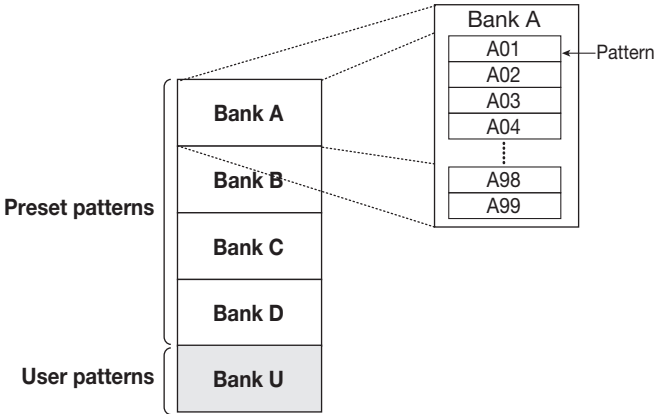 Bank A
A01
Pattern
A02
A03
A04
A98
A99
Preset patterns
Bank A
Bank B
Bank C
Bank D
User patterns
Bank U